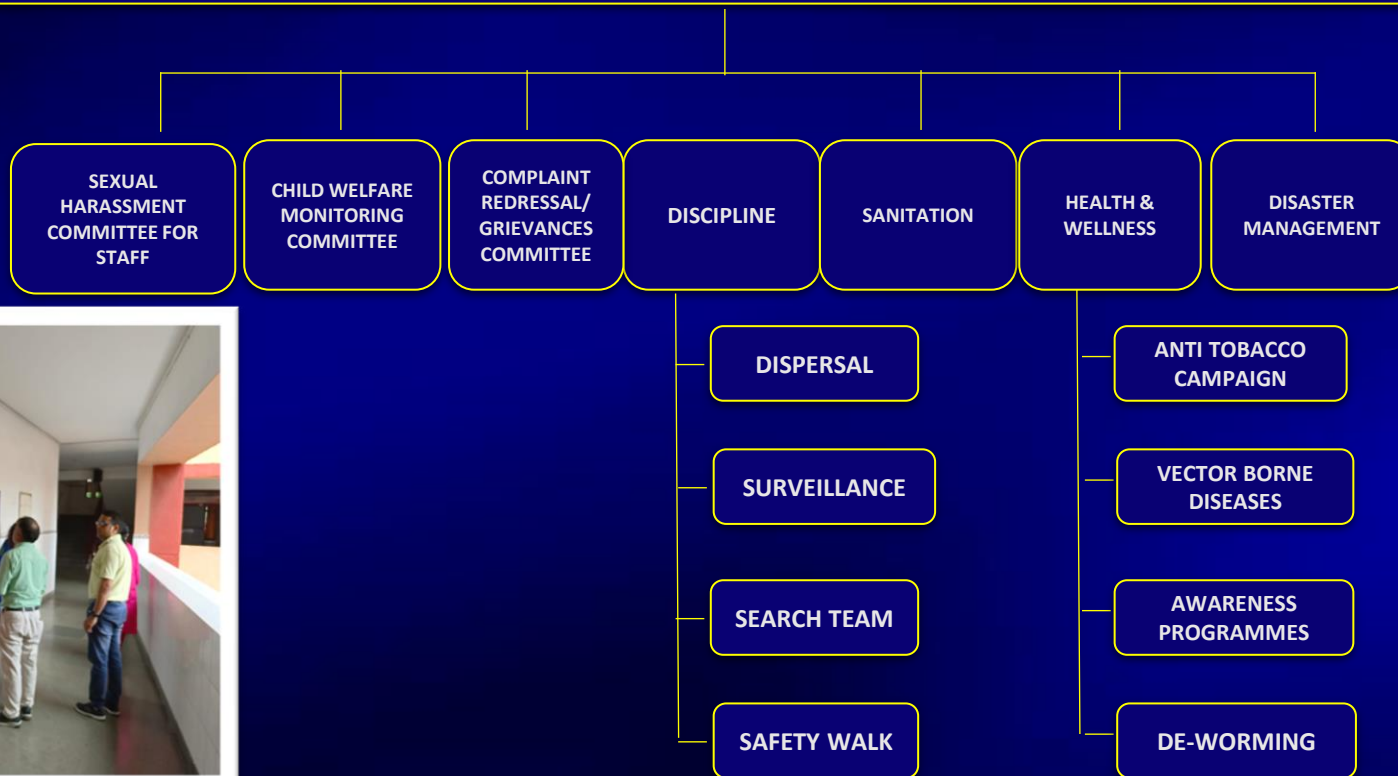 SEXUAL
HARASSMENT
COMMITTEE FOR
STAFF
CHILD WELFARE
MONITORING
COMMITTEE
COMPLAINT
REDRESSAL/
GRIEVANCES
COMMITTEE
DISCIPLINE
SANITATION
HEALTH &
WELLNESS
DISASTER
MANAGEMENT
DISPERSAL
SURVEILLANCE
SEARCH TEAM
SAFETY WALK
ANTI TOBACCO
CAMPAIGN
VECTOR BORNE
DISEASES
AWARENESS
PROGRAMMES
DE-WORMING